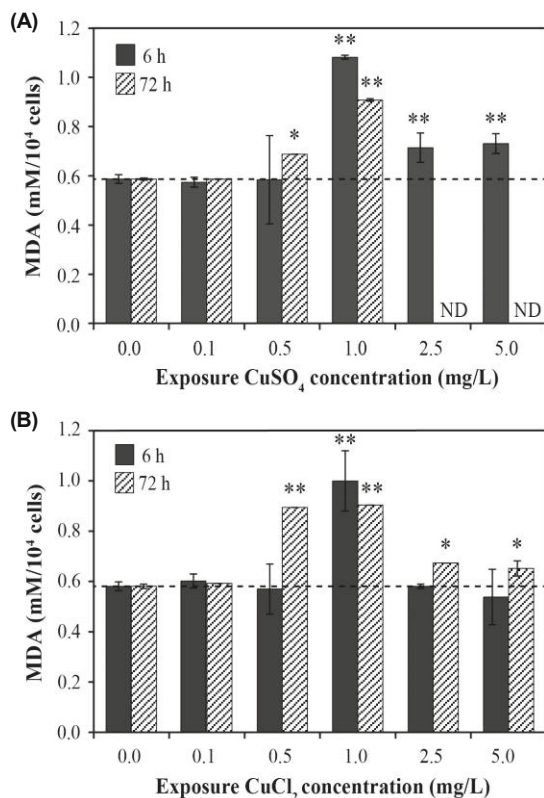 (A)
1.2
1.0
0.8
0.6
0.4
0.2
0.0
MDA (mM/10⁴ cells)
6 h
72 h
*
**
**
**
**
ND
ND
0.0 0.1 0.5 1.0 2.5 5.0
Exposure CuSO₄ concentration (mg/L)
(B)
1.2
1.0
0.8
0.6
0.4
0.2
0.0
MDA (mM/10⁴ cells)
6 h
72 h
**
**
**
*
*
0.0 0.1 0.5 1.0 2.5 5.0
Exposure CuCl₂ concentration (mg/L)